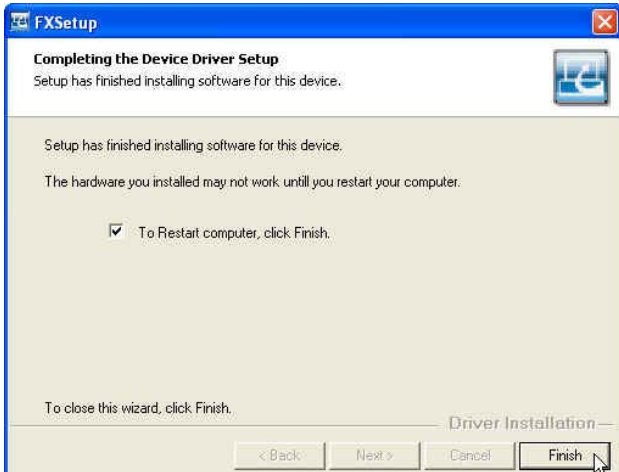 FXSetup
Completing the Device Driver Setup
Setup has finished installing software for this device.
Setup has finished installing software for this device.
The hardware you installed may not work untill you restart your computer.
To Restart computer, click Finish.
To close this wizard, click Finish.
Driver Installation
< Back
Next >
Cancel
Finish